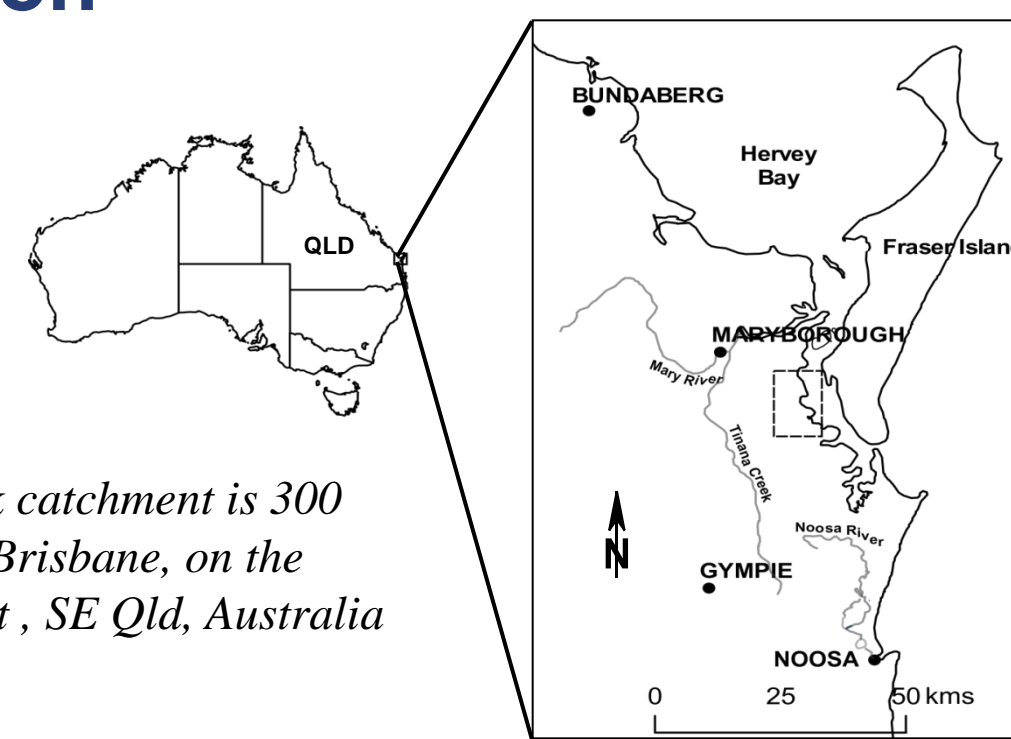 QLD
catchment is 300
Brisbane, on the
, SE Qld, Australia
BUNDABERG
Hervey
Bay
Fraser Islan
MARYBOROUGH
Mary River
Tinana Creek
Noosa River
N
GYMPIE
NOOSA
0 25 50 kms